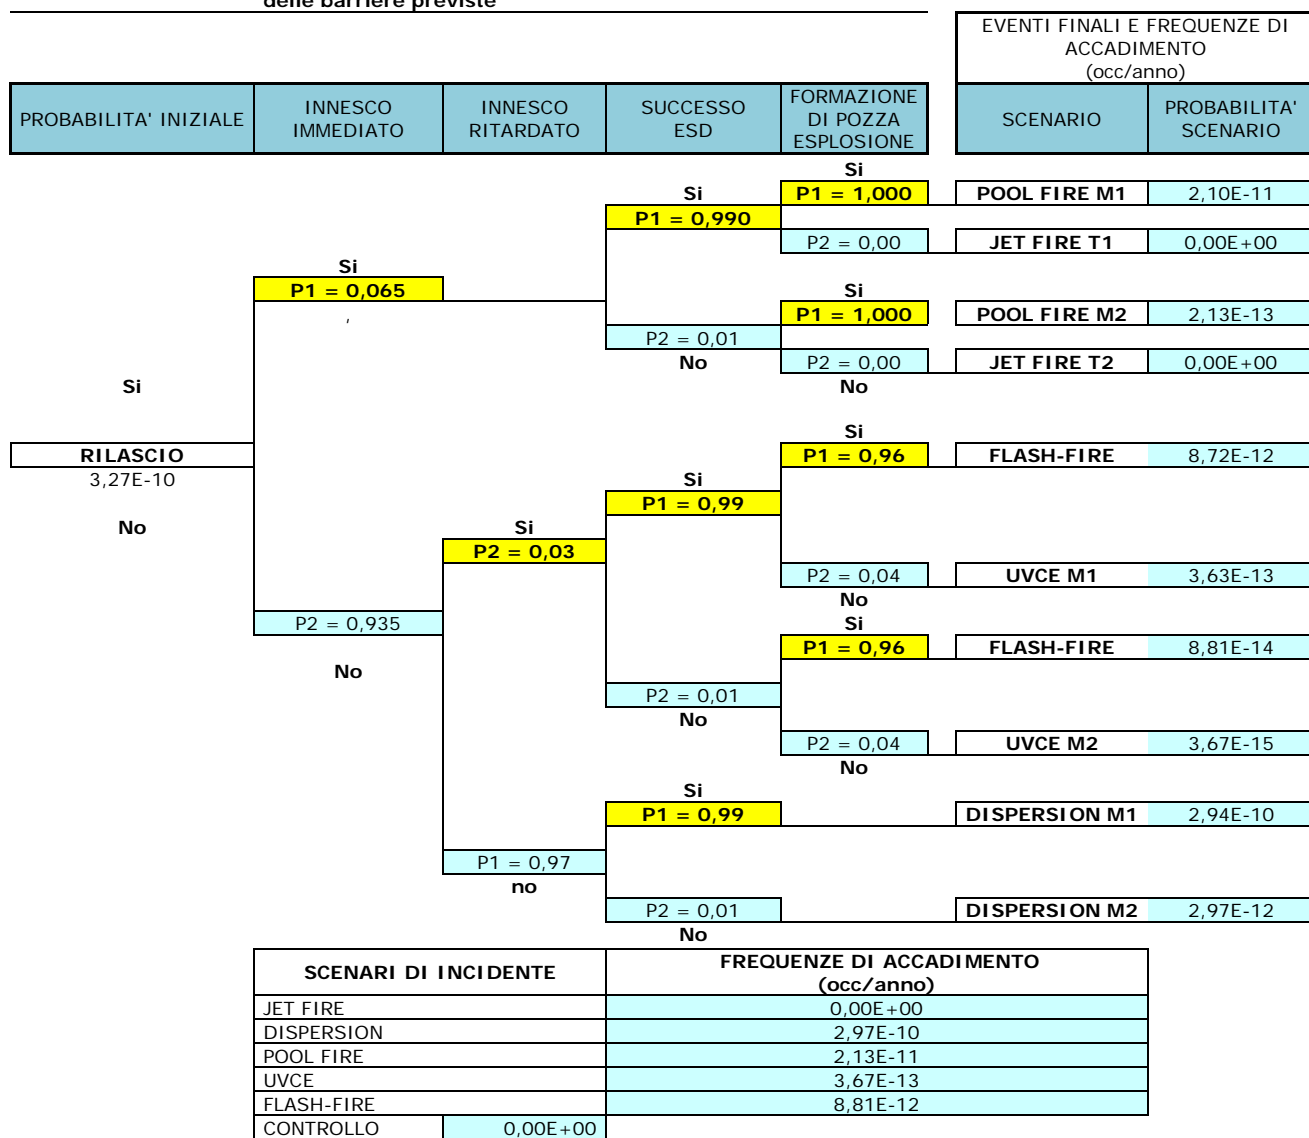 delle barriere previste
EVENTI FINALI E FREQUENZE DI
ACCADIMENTO
(occ/anno)
PROBABILITA' INIZIALE
INNESCO
IMMEDIATO
INNESCO
RITARDATO
SUCCESSO
ESD
FORMAZIONE
DI POZZA
ESPLOSIONE
SCENARIO
PROBABILITA'
SCENARIO
Si
Si
P1 = 1,000
POOL FIRE M1
2,10E-11
P1 = 0,990
P2 = 0,00
JET FIRE T1
0,00E+00
Si
P1 = 0,065
Si
P1 = 1,000
POOL FIRE M2
2,13E-13
,
P2 = 0,01
No
P2 = 0,00
JET FIRE T2
0,00E+00
Si
No
Si
RILASCIO
P1 = 0,96
FLASH-FIRE
8,72E-12
3,27E-10
Si
P1 = 0,99
No
Si
P2 = 0,03
P2 = 0,04
UVCE M1
3,63E-13
No
P2 = 0,935
Si
P1 = 0,96
FLASH-FIRE
8,81E-14
No
P2 = 0,01
No
P2 = 0,04
UVCE M2
3,67E-15
No
Si
P1 = 0,99
DISPERSION M1
2,94E-10
P1 = 0,97
no
P2 = 0,01
DISPERSION M2
2,97E-12
No
SCENARI DI INCIDENTE
FREQUENZE DI ACCADIMENTO
(occ/anno)
JET FIRE
0,00E+00
DISPERSION
2,97E-10
POOL FIRE
2,13E-11
UVCE
3,67E-13
FLASH-FIRE
8,81E-12
CONTROLLO
0,00E+00